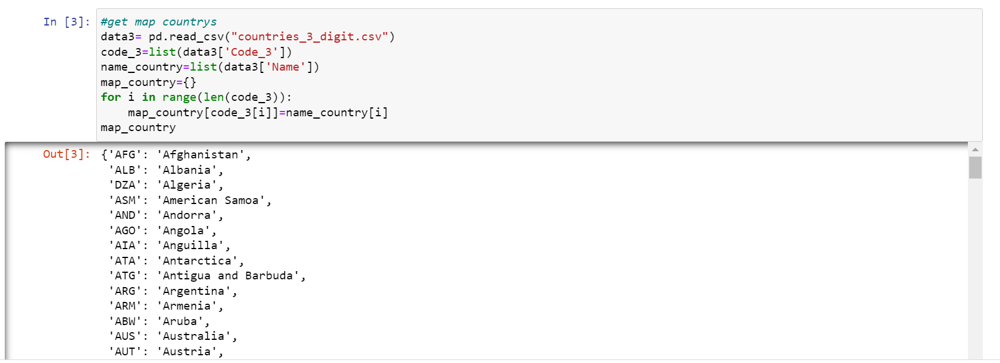 In [3]: #get map countrys
data3= pd.read_csv("countries_3_digit.csv")
code_3=list(data3['Code_3'])
name_country=list(data3['Name'])
map_country={}
for i in range(len(code_3)):
    map_country[code_3[i]]=name_country[i]
map_country
Out[3]: {'AFG': 'Afghanistan',
'ALB': 'Albania',
'DZA': 'Algeria',
'ASM': 'American Samoa',
'AND': 'Andorra',
'AGO': 'Angola',
'AIA': 'Anguilla',
'ATA': 'Antarctica',
'ATG': 'Antigua and Barbuda',
'ARG': 'Argentina',
'ARM': 'Armenia',
'ABW': 'Aruba',
'AUS': 'Australia',
'AUT': 'Austria',